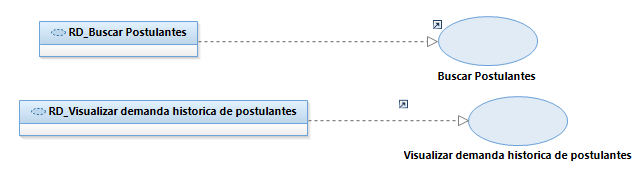 RD_Buscar Postulantes
Buscar Postulantes
RD_Visualizar demanda historica de postulantes
Visualizar demanda historica de postulantes